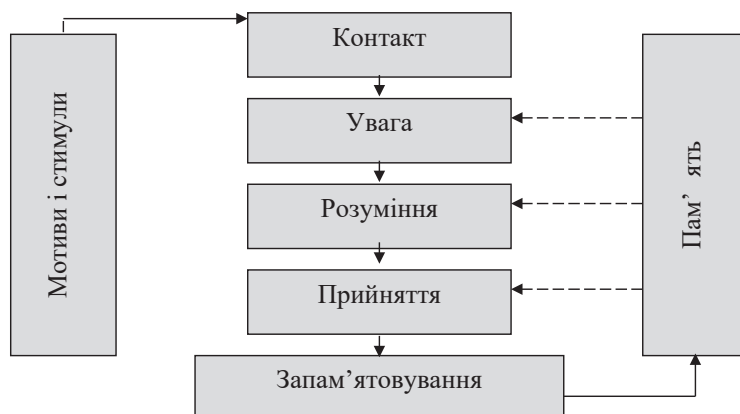 Мотиви і стимули
Контакт
Увага
Розуміння
Прийняття
Запам’ятовування
Пам’ ять